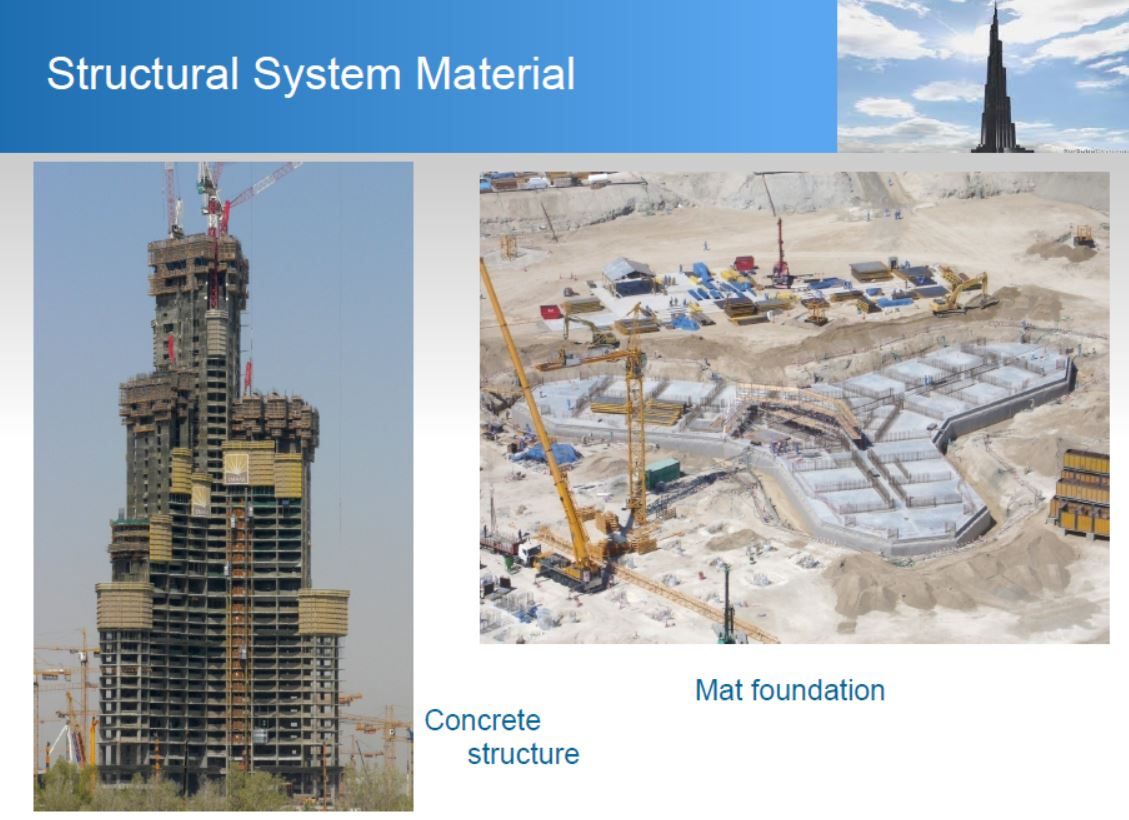 Structural System Material
Mat foundation
Concrete
structure